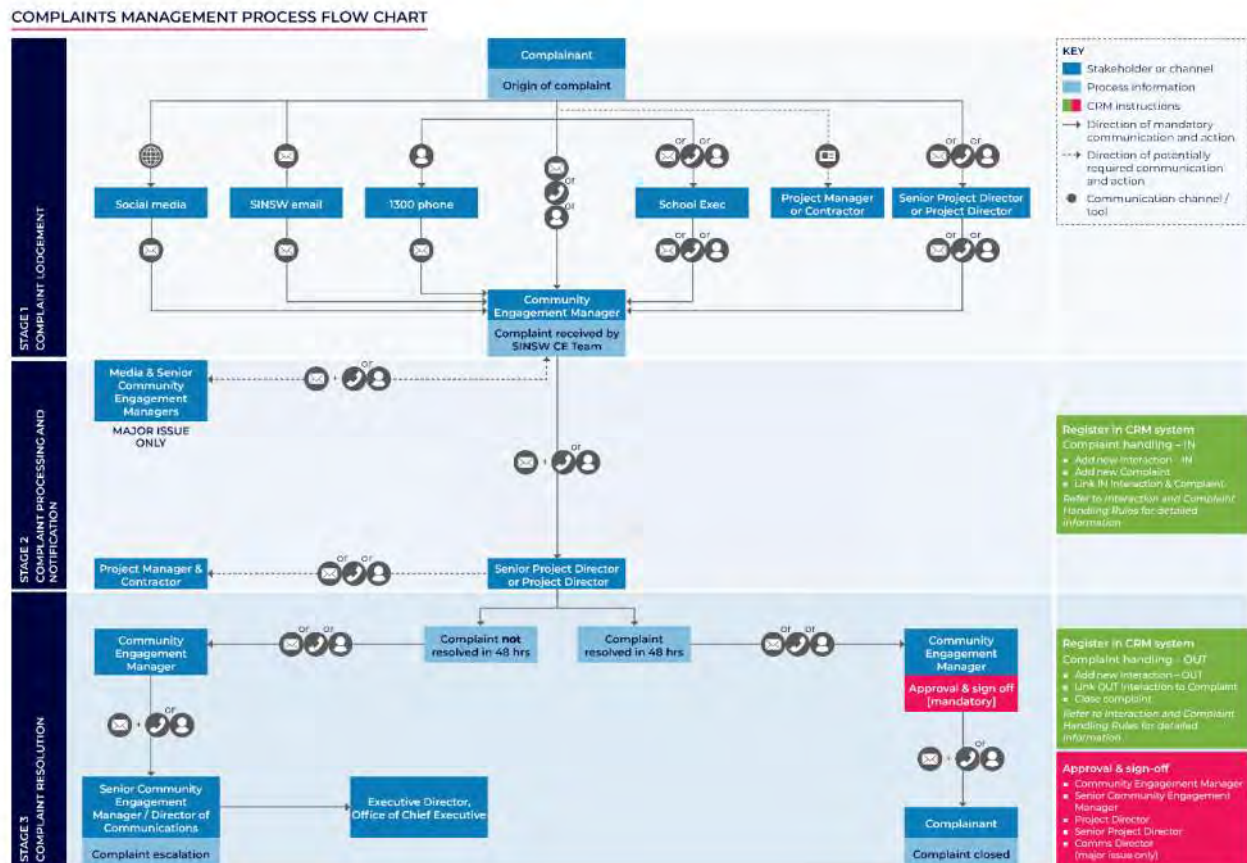 COMPLAINTS MANAGEMENT PROCESS FLOW CHART
STAGE 1
COMPLAINT LODGEMENT
Complainant
Origin of complaint
or or
or or
or
or
Social media
SINSW email
1300 phone
School Exec
Project Manager
or Contractor
Senior Project Director
or Project Director
or or
or or
Community
Engagement Manager
Complaint received by
SINSW CE Team
KEY
Stakeholder or channel
Process information
CRM instructions
Direction of mandatory
communication and action
Direction of potentially
required communication
and action
Communication channel /
tool
STAGE 2
COMPLAINT PROCESSING AND
NOTIFICATION
Media & Senior
Community
Engagement
Managers
MAJOR ISSUE
ONLY
+ or
+ or
Project Manager &
Contractor
or or
Senior Project Director
or Project Director
Register in CRM system
Complaint handling – IN
Add new Interaction – IN
Add new Complaint
Link IN Interaction & Complaint
Refer to Interaction and Complaint
Handling Rules for detailed
information
STAGE 3
COMPLAINT RESOLUTION
Community
Engagement
Manager
or or
Complaint not
resolved in 48 hrs
Complaint
resolved in 48 hrs
or or
Community
Engagement
Manager
Approval & sign off
[mandatory]
+ or
+ or
Senior Community
Engagement
Manager / Director of
Communications
Complaint escalation
Executive Director,
Office of Chief Executive
Complainant
Complaint closed
Register in CRM system
Complaint handling – OUT
Add new Interaction – OUT
Link OUT Interaction to Complaint
Close complaint
Refer to Interaction and Complaint
Handling Rules for detailed
information
Approval & sign-off
Community Engagement Manager
Senior Community Engagement
Manager
Project Director
Senior Project Director
Comms Director
(major issue only)